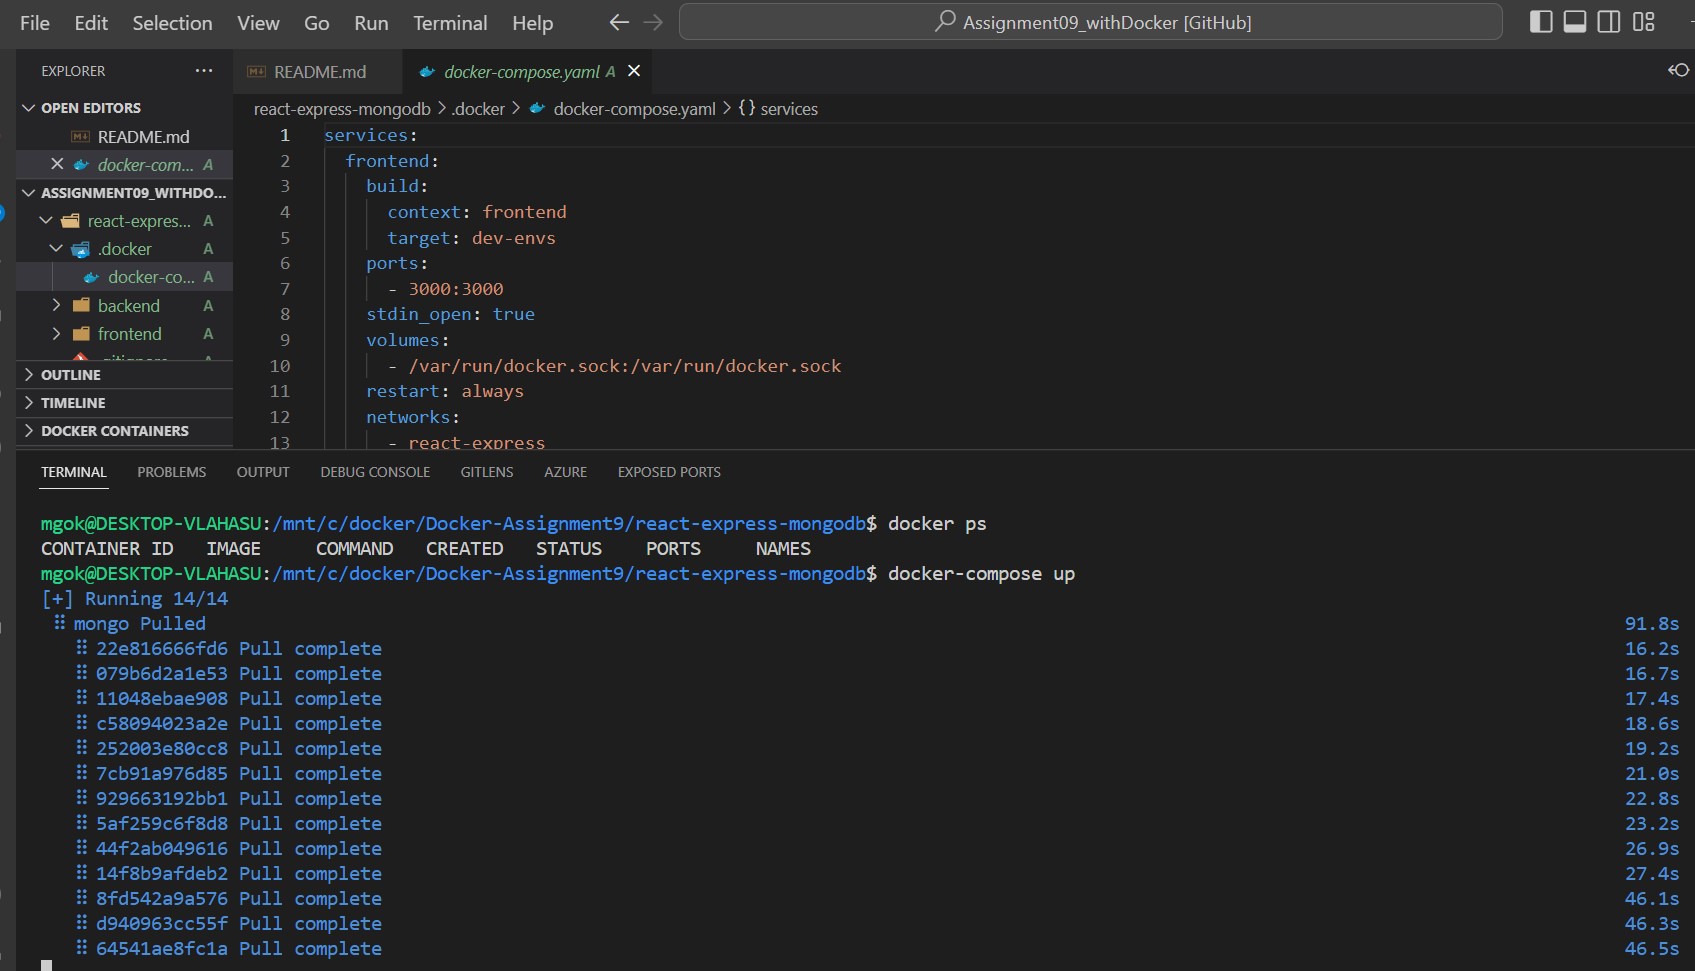 File Edit Selection View Go Run Terminal Help Assignment09_withDocker [GitHub]
EXPLORER ···
README.md
docker-compose.yaml A
OPEN EDITORS
README.md
docker-com... A
ASSIGNMENT09_WITHDO...
react-expres... A
.docker A
docker-co... A
backend A
frontend A
.gitignore A
OUTLINE
TIMELINE
DOCKER CONTAINERS
react-express-mongodb > .docker > docker-compose.yaml > {} services
1 services:
2 frontend:
3 build:
4 context: frontend
5 target: dev-envs
6 ports:
7 - 3000:3000
8 stdin_open: true
9 volumes:
10 - /var/run/docker.sock:/var/run/docker.sock
11 restart: always
12 networks:
13 - react-express
TERMINAL PROBLEMS OUTPUT DEBUG CONSOLE GITLENS AZURE EXPOSED PORTS
mgok@DESKTOP-VLAHASU:/mnt/c/docker/Docker-Assignment9/react-express-mongodb$ docker ps
CONTAINER ID IMAGE COMMAND CREATED STATUS PORTS NAMES
mgok@DESKTOP-VLAHASU:/mnt/c/docker/Docker-Assignment9/react-express-mongodb$ docker-compose up
[+] Running 14/14
mongo Pulled 91.8s
22e816666fd6 Pull complete 16.2s
079b6d2a1e53 Pull complete 16.7s
11048ebae908 Pull complete 17.4s
c58094023a2e Pull complete 18.6s
252003e80cc8 Pull complete 19.2s
7cb91a976d85 Pull complete 21.0s
929663192bb1 Pull complete 22.8s
5af259c6f8d8 Pull complete 23.2s
44f2ab049616 Pull complete 26.9s
14f8b9afdeb2 Pull complete 27.4s
8fd542a9a576 Pull complete 46.1s
d940963cc55f Pull complete 46.3s
64541ae8fc1a Pull complete 46.5s